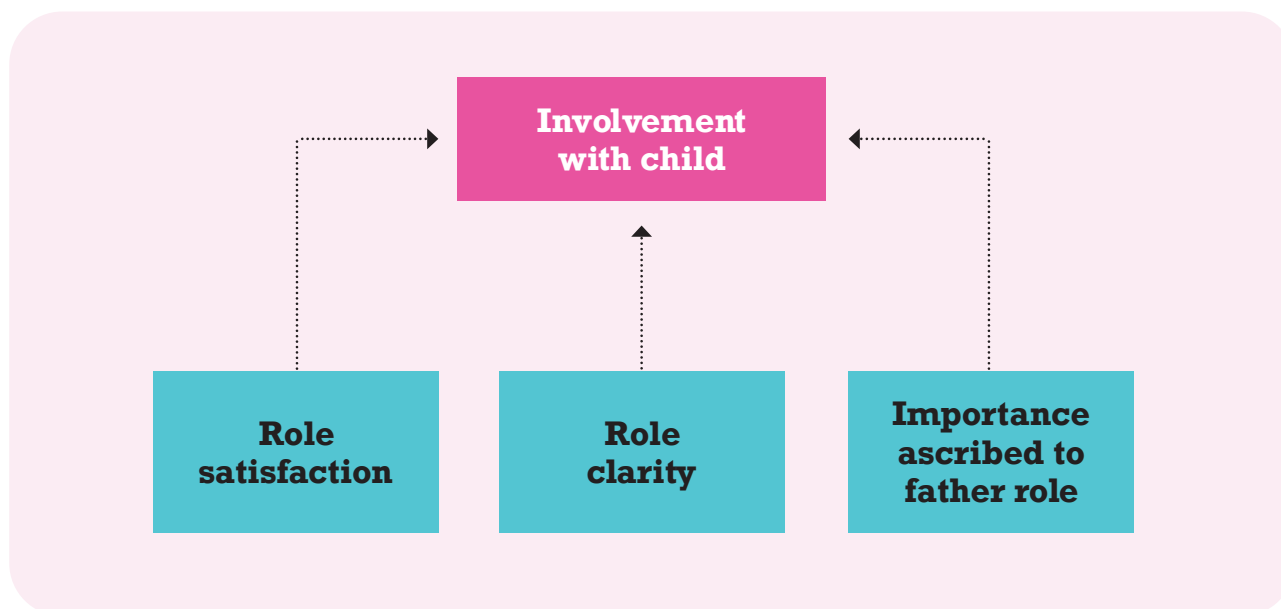 Involvement
with child
Role
satisfaction
Role
clarity
Importance
ascribed to
father role